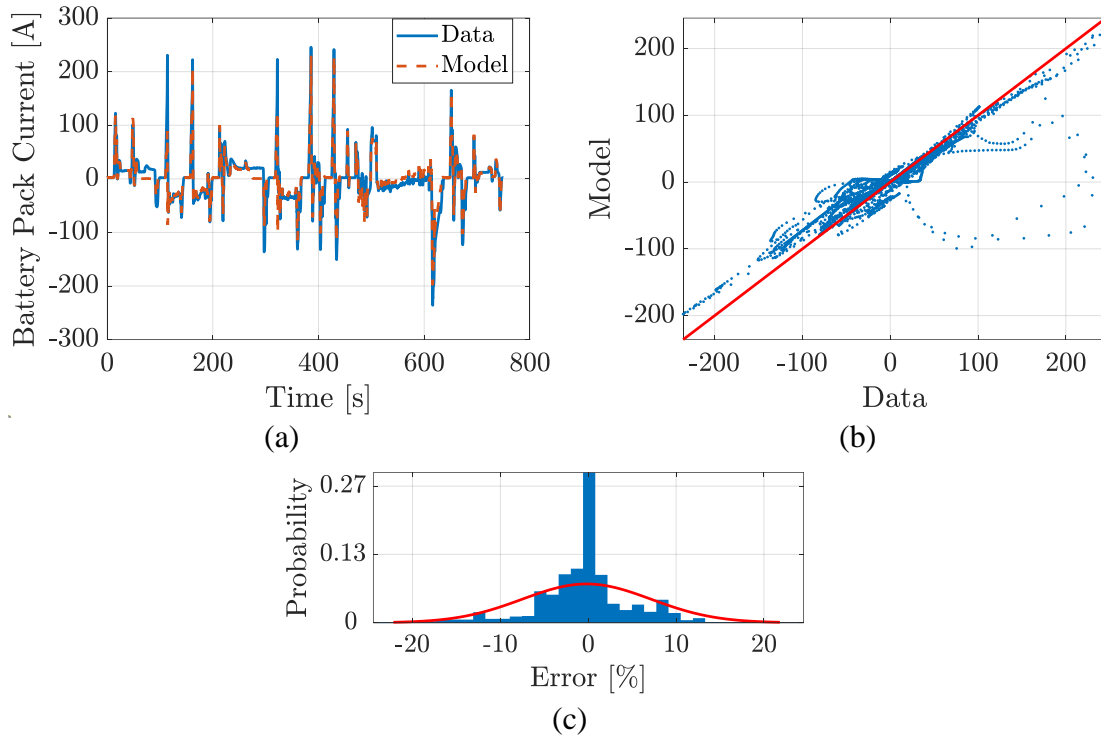 300
200
100
0
-100
-200
-300
Battery Pack Current [A]
Data
Model
0 200 400 600 800
Time [s]
(a)
200
100
0
-100
-200
Model
-200 -100 0 100 200
Data
(b)
0.27
0.13
0
Probability
-20 -10 0 10 20
Error [%]
(c)